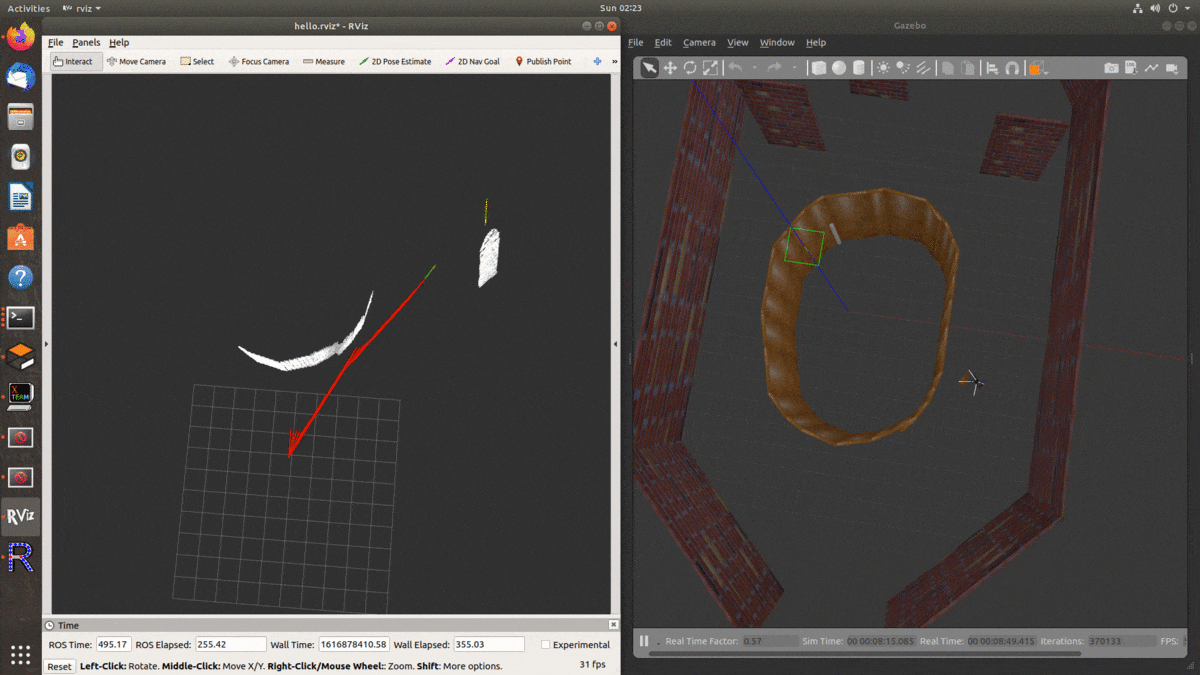 Activities
rviz
Sun 02:23
hello.rviz* - RViz
File Panels Help
Interact Move Camera Select Focus Camera Measure 2D Pose Estimate 2D Nav Goal Publish Point »
Gazebo
File Edit Camera View Window Help
LOG
X
TEAM
RViz
R
Time
ROS Time: 495.17 ROS Elapsed: 255.42 Wall Time: 1616878410.58 Wall Elapsed: 355.03 Experimental
Reset Left-Click: Rotate. Middle-Click: Move X/Y. Right-Click/Mouse Wheel:: Zoom. Shift: More options. 31 fps
Real Time Factor: 0.57 Sim Time: 00 00:08:15.085 Real Time: 00 00:08:49.415 Iterations: 370133 FPS: